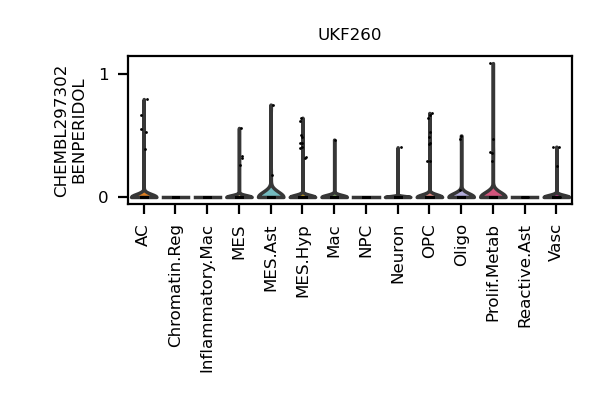 UKF260
CHEMBL297302
BENPERIDOL
1
0
AC
Chromatin.Reg
Inflammatory.Mac
MES
MES.Ast
MES.Hyp
Mac
NPC
Neuron
OPC
Oligo
Prolif.Metab
Reactive.Ast
Vasc